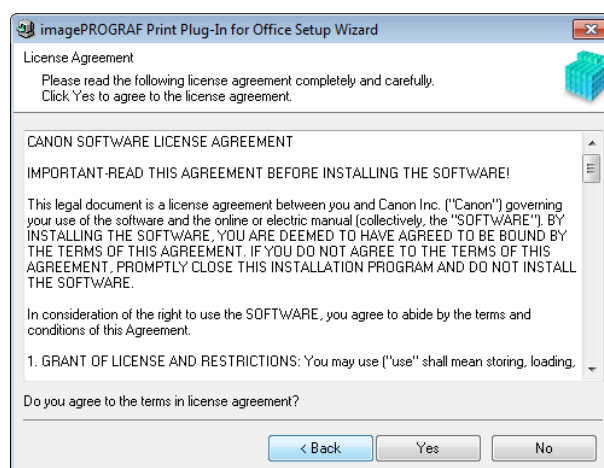 imagePROGRAF Print Plug-In for Office Setup Wizard
License Agreement
Please read the following license agreement completely and carefully.
Click Yes to agree to the license agreement.
CANON SOFTWARE LICENSE AGREEMENT
IMPORTANT-READ THIS AGREEMENT BEFORE INSTALLING THE SOFTWARE!
This legal document is a license agreement between you and Canon Inc. ("Canon") governing
your use of the software and the online or electric manual (collectively, the "SOFTWARE"). BY
INSTALLING THE SOFTWARE, YOU ARE DEEMED TO HAVE AGREED TO BE BOUND BY
THE TERMS OF THIS AGREEMENT. IF YOU DO NOT AGREE TO THE TERMS OF THIS
AGREEMENT, PROMPTLY CLOSE THIS INSTALLATION PROGRAM AND DO NOT INSTALL
THE SOFTWARE.
In consideration of the right to use the SOFTWARE, you agree to abide by the terms and
conditions of this Agreement.
1. GRANT OF LICENSE AND RESTRICTIONS: You may use ("use" shall mean storing, loading,
Do you agree to the terms in license agreement?
< Back Yes No